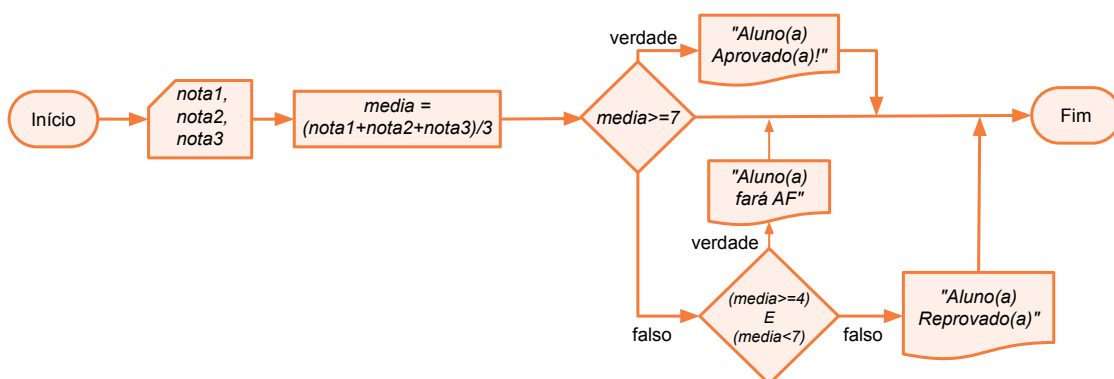 Início
nota1,
nota2,
nota3
media =
(nota1+nota2+nota3)/3
media>=7
verdade
"Aluno(a)
Aprovado(a)!"
Fim
"Aluno(a)
fará AF"
verdade
falso
(media>=4)
E
(media<7)
falso
"Aluno(a)
Reprovado(a)"